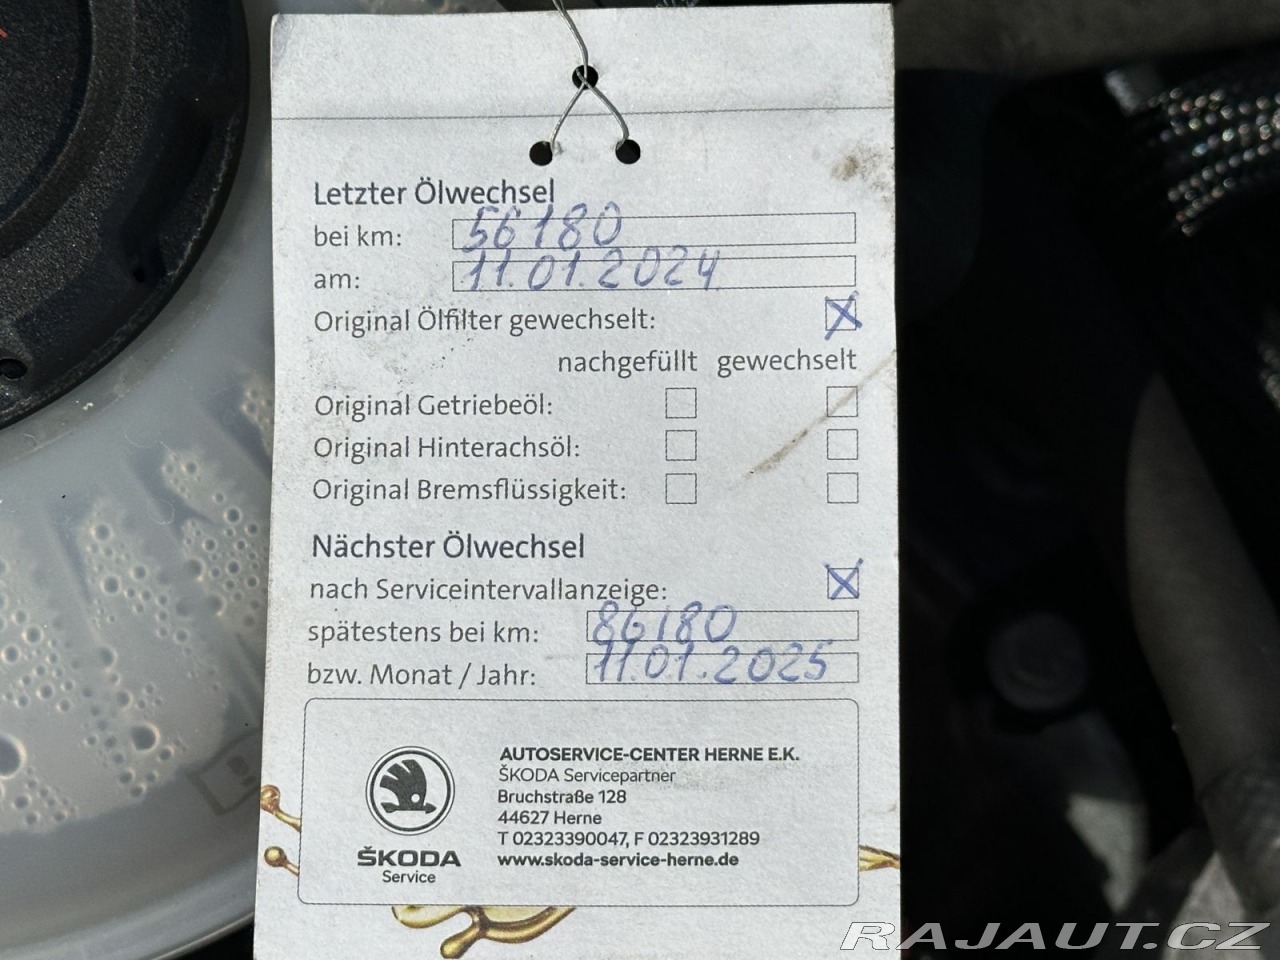 Letzter Ölwechsel
bei km: 56180
am: 11.01.2024
Original Ölfilter gewechselt:
nachgefüllt gewechselt
Original Getriebeöl:
Original Hinterachsöl:
Original Bremsflüssigkeit:
Nächster Ölwechsel
nach Serviceintervallanzeige:
spätestens bei km: 86180
bzw. Monat / Jahr: 11.01.2025
AUTOSERVICE-CENTER HERNE E.K.
ŠKODA Servicepartner
Bruchstraße 128
44627 Herne
T 02323390047, F 02323931289
www.skoda-service-herne.de
ŠKODA
Service
RAJAUT.CZ